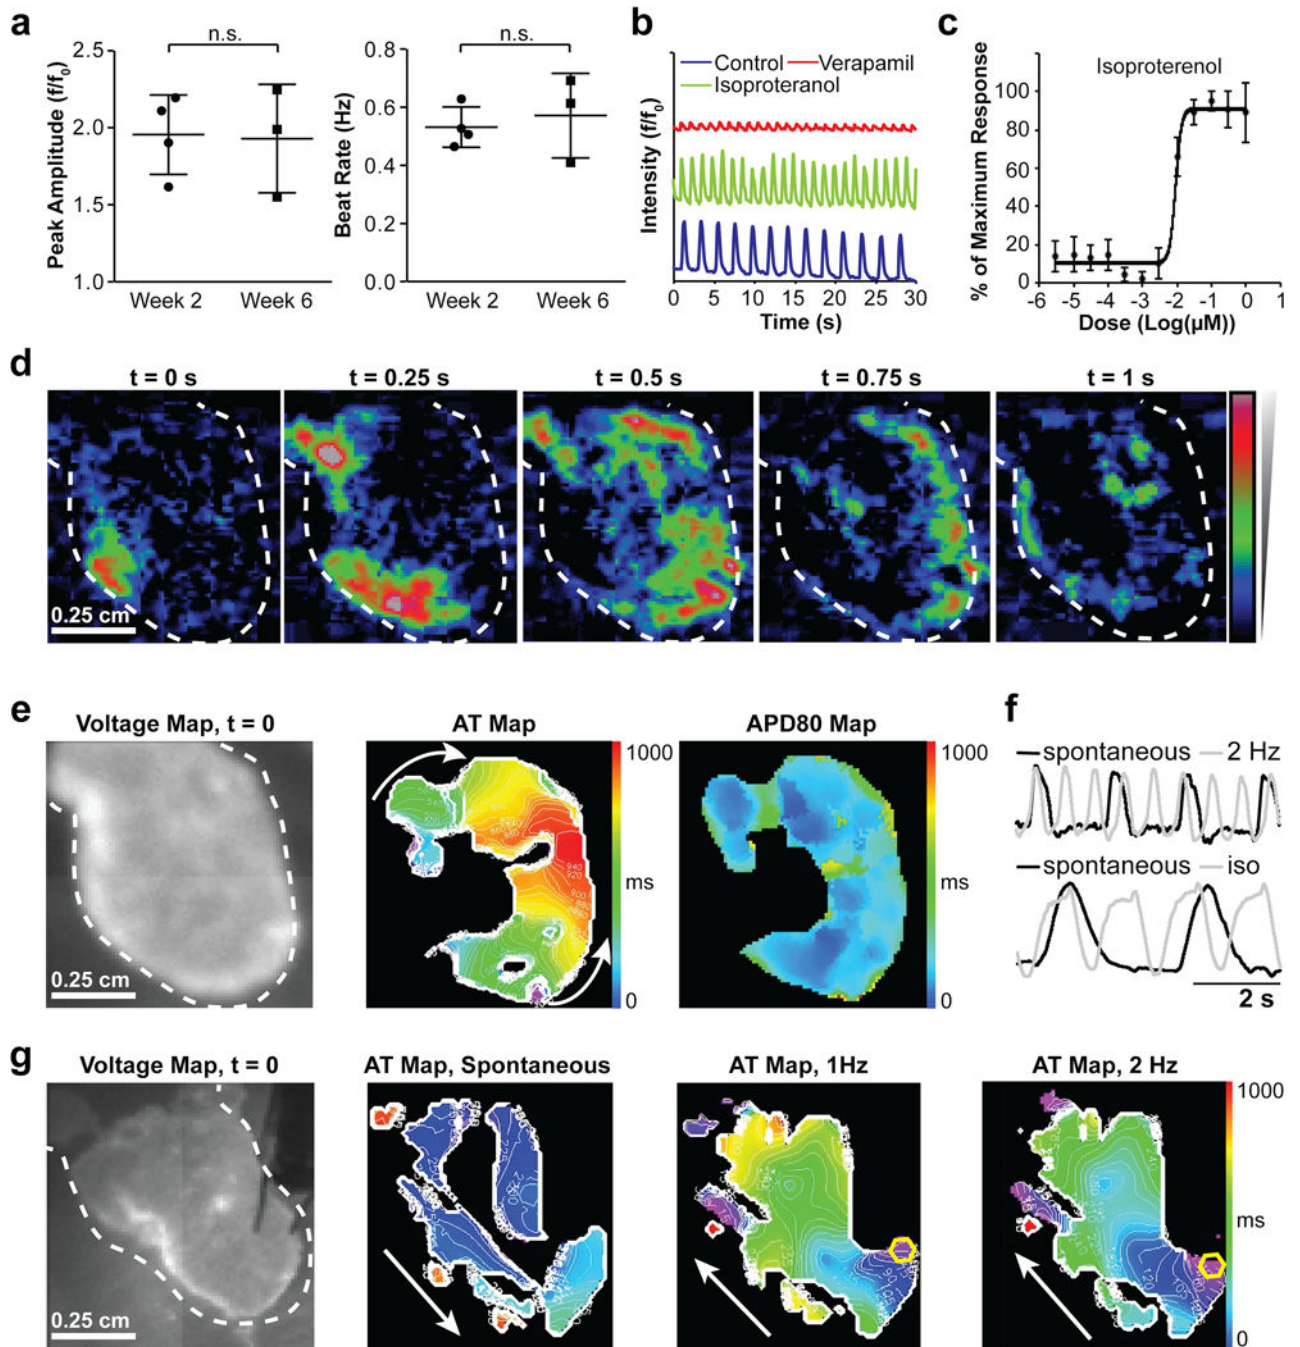 a
n.s.
2.5
2.0
1.5
1.0
Peak Amplitude (f/f0)
Week 2
Week 6
n.s.
0.8
0.6
0.4
0.2
0.0
Beat Rate (Hz)
Week 2
Week 6
b
Control
Verapamil
Isoproteranol
Intensity (f/f0)
0 5 10 15 20 25 30
Time (s)
c
Isoproterenol
100
80
60
40
20
0
% of Maximum Response
-6 -5 -4 -3 -2 -1 0 1
Dose (Log(μM))
d
t = 0 s
t = 0.25 s
t = 0.5 s
t = 0.75 s
t = 1 s
0.25 cm
e
Voltage Map, t = 0
0.25 cm
AT Map
1000
ms
0
940
920
900
APD80 Map
1000
ms
0
f
spontaneous 2 Hz
spontaneous iso
2 s
g
Voltage Map, t = 0
0.25 cm
AT Map, Spontaneous
225
AT Map, 1Hz
AT Map, 2 Hz
1000
ms
0